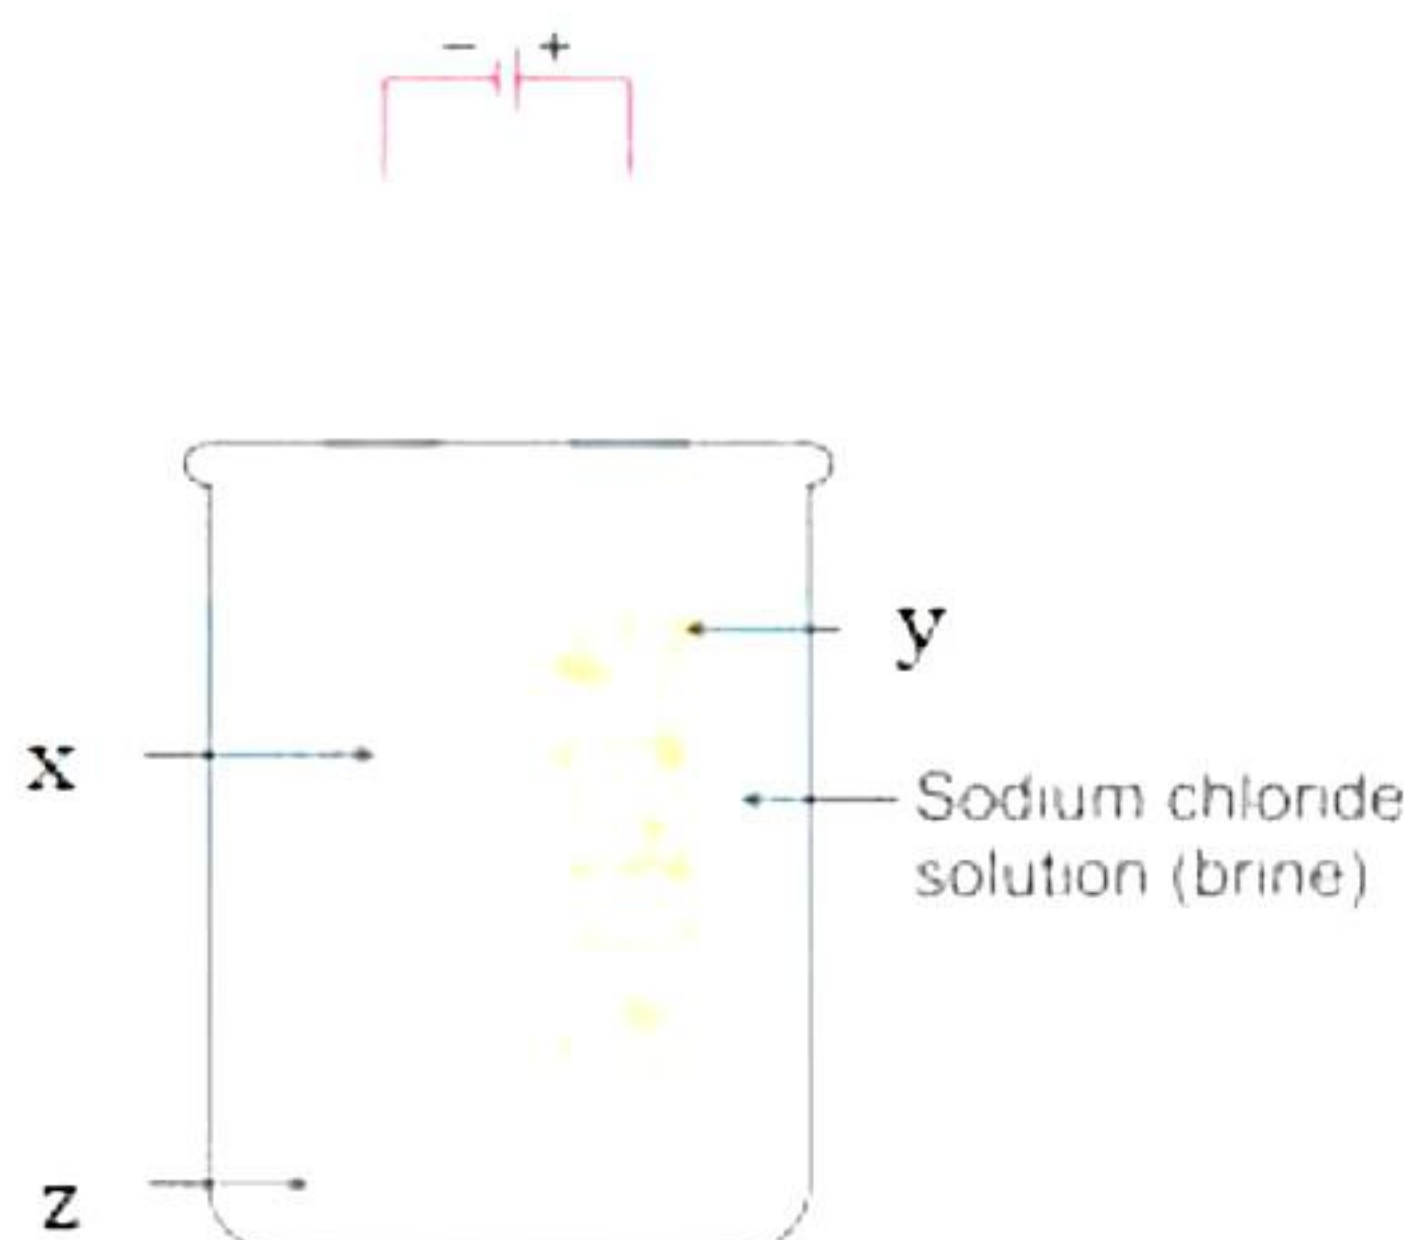 − +
y
x
Sodium chloride
solution (brine)
z